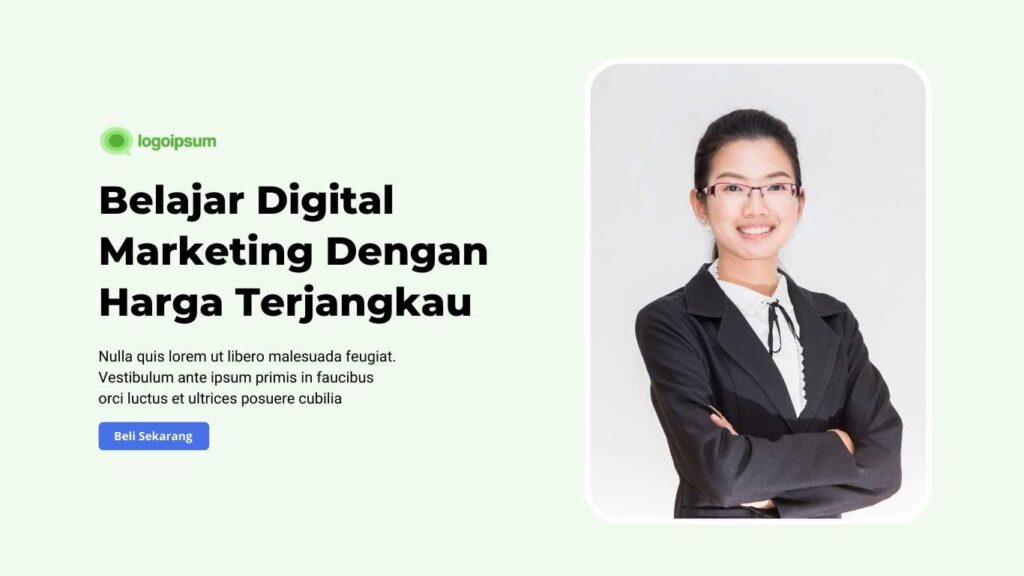 logoipsum
Belajar Digital
Marketing Dengan
Harga Terjangkau
Nulla quis lorem ut libero malesuada feugiat.
Vestibulum ante ipsum primis in faucibus
orci luctus et ultrices posuere cubilia
Beli Sekarang